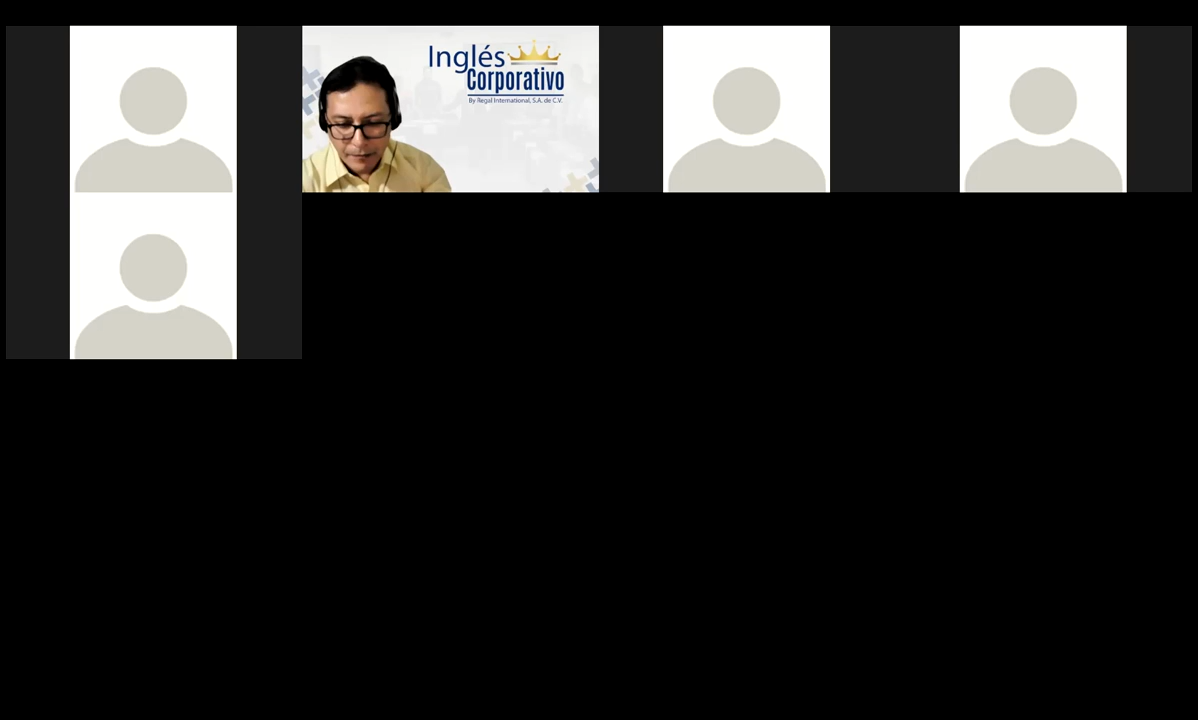 Inglés
Corporativo
By Regal International, S.A. de C.V.